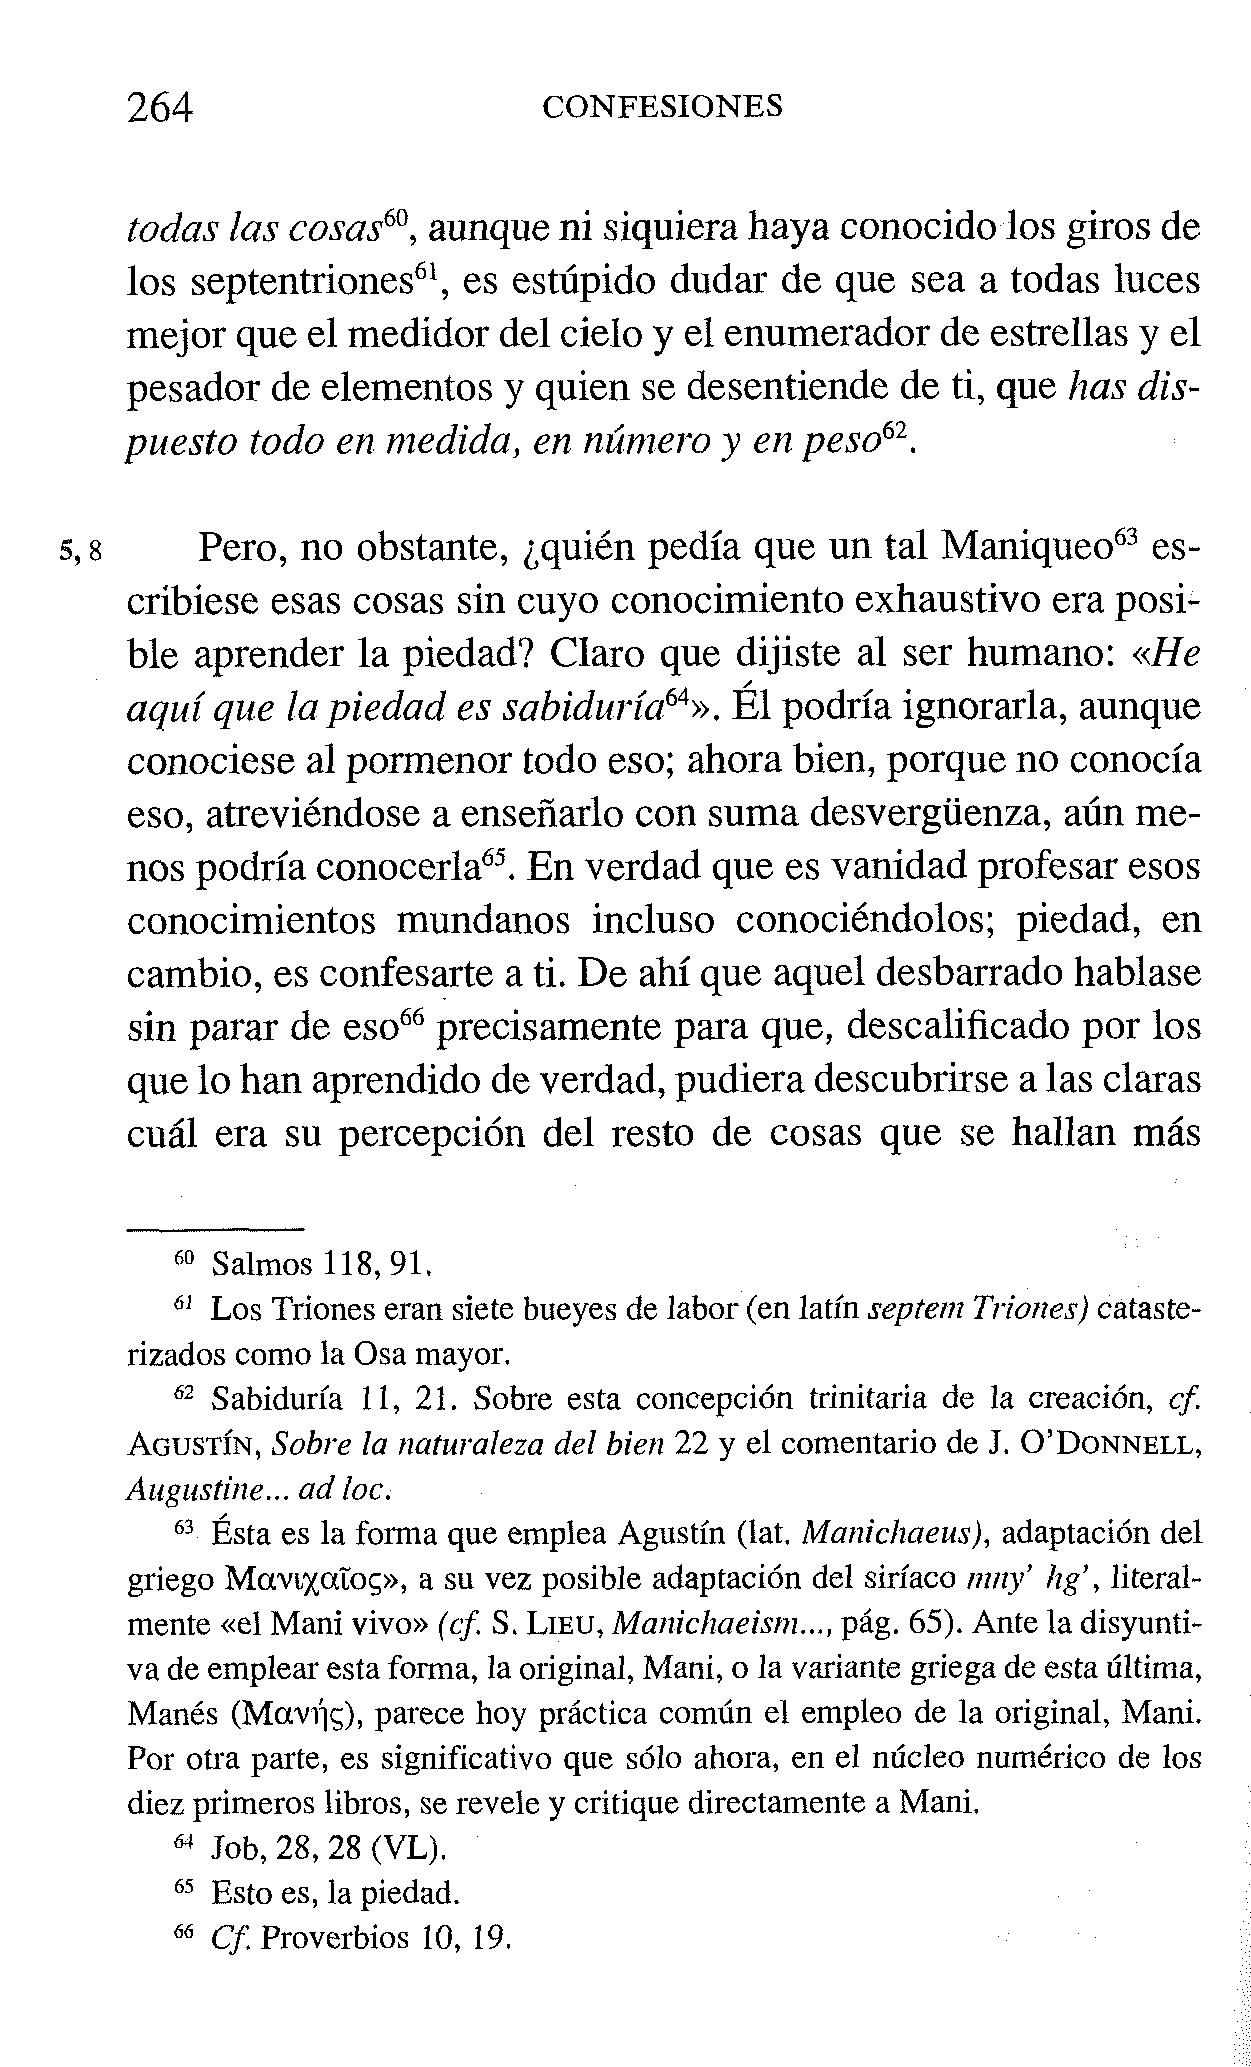 264 CONFESIONES
todas las cosas⁶⁰, aunque ni siquiera haya conocido los giros de
los septentriones⁶¹, es estúpido dudar de que sea a todas luces
mejor que el medidor del cielo y el enumerador de estrellas y el
pesador de elementos y quien se desentiende de ti, que has dis-
puesto todo en medida, en número y en peso⁶².
5, 8 Pero, no obstante, ¿quién pedía que un tal Maniqueo⁶³ es-
cribiese esas cosas sin cuyo conocimiento exhaustivo era posi-
ble aprender la piedad? Claro que dijiste al ser humano: «He
aquí que la piedad es sabiduría⁶⁴». Él podría ignorarla, aunque
conociese al pormenor todo eso; ahora bien, porque no conocía
eso, atreviéndose a enseñarlo con suma desvergüenza, aún me-
nos podría conocerla⁶⁵. En verdad que es vanidad profesar esos
conocimientos mundanos incluso conociéndolos; piedad, en
cambio, es confesarte a ti. De ahí que aquel desbarrado hablase
sin parar de eso⁶⁶ precisamente para que, descalificado por los
que lo han aprendido de verdad, pudiera descubrirse a las claras
cuál era su percepción del resto de cosas que se hallan más
⁶⁰ Salmos 118, 91.
⁶¹ Los Triones eran siete bueyes de labor (en latín septem Triones) cataste-
rizados como la Osa mayor.
⁶² Sabiduría 11, 21. Sobre esta concepción trinitaria de la creación, cf.
AGUSTÍN, Sobre la naturaleza del bien 22 y el comentario de J. O'DONNELL,
Augustine... ad loc.
⁶³ Ésta es la forma que emplea Agustín (lat. Manichaeus), adaptación del
griego Μανιχαῖος», a su vez posible adaptación del siríaco mny' hg', literal-
mente «el Mani vivo» (cf. S. LIEU, Manichaeism..., pág. 65). Ante la disyunti-
va de emplear esta forma, la original, Mani, o la variante griega de esta última,
Manés (Μανής), parece hoy práctica común el empleo de la original, Mani.
Por otra parte, es significativo que sólo ahora, en el núcleo numérico de los
diez primeros libros, se revele y critique directamente a Mani.
⁶⁴ Job, 28, 28 (VL).
⁶⁵ Esto es, la piedad.
⁶⁶ Cf. Proverbios 10, 19.